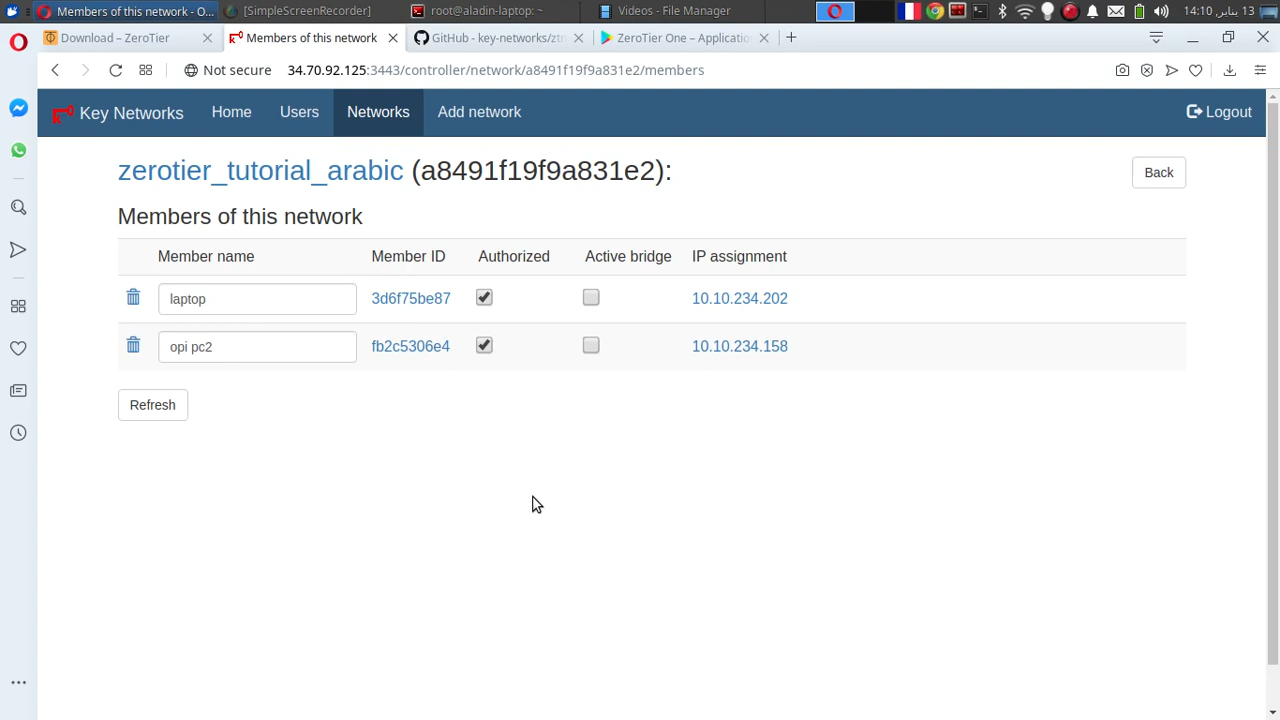 Members of this network - O...
[SimpleScreenRecorder]
root@aladin-laptop: ~
Videos - File Manager
13 يناير, 14:10
Download – ZeroTier
Members of this network
GitHub - key-networks/ztn
ZeroTier One – Applicatio
Not secure
34.70.92.125:3443/controller/network/a8491f19f9a831e2/members
Key Networks
Home
Users
Networks
Add network
Logout
zerotier_tutorial_arabic (a8491f19f9a831e2):
Back
Members of this network
Member name Member ID Authorized Active bridge IP assignment
laptop 3d6f75be87 10.10.234.202
opi pc2 fb2c5306e4 10.10.234.158
Refresh